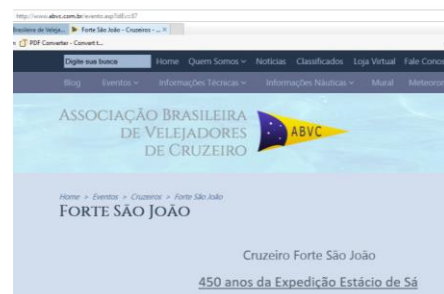 http://www.abvc.com.br/evento.asp?idEv=87
Brasileira de Veleja...
Forte São João - Cruzeiros - ...
PDF Converter - Convert t...
Digite sua busca Home Quem Somos Notícias Classificados Loja Virtual Fale Cono
Blog Eventos Informações Técnicas Informações Náuticas Mural Meteoro
Associação Brasileira
de Velejadores
de Cruzeiro
ABVC
Home > Eventos > Cruzeiros > Forte São João
Forte São João
Cruzeiro Forte São João
450 anos da Expedição Estácio de Sá